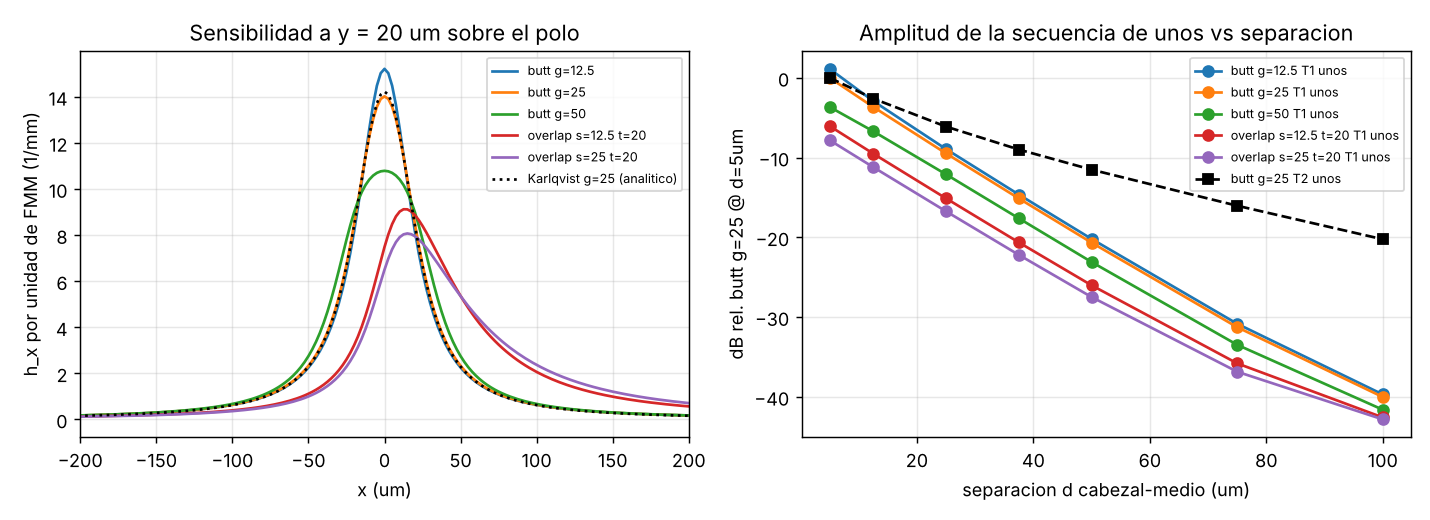 Sensibilidad a y = 20 um sobre el polo
h_x por unidad de FMM (1/mm)
14
12
10
8
6
4
2
0
butt g=12.5
butt g=25
butt g=50
overlap s=12.5 t=20
overlap s=25 t=20
Karlqvist g=25 (analitico)
−200
−150
−100
−50
0
50
100
150
200
x (um)
Amplitud de la secuencia de unos vs separacion
dB rel. butt g=25 @ d=5um
0
−10
−20
−30
−40
butt g=12.5 T1 unos
butt g=25 T1 unos
butt g=50 T1 unos
overlap s=12.5 t=20 T1 unos
overlap s=25 t=20 T1 unos
butt g=25 T2 unos
20
40
60
80
100
separacion d cabezal-medio (um)